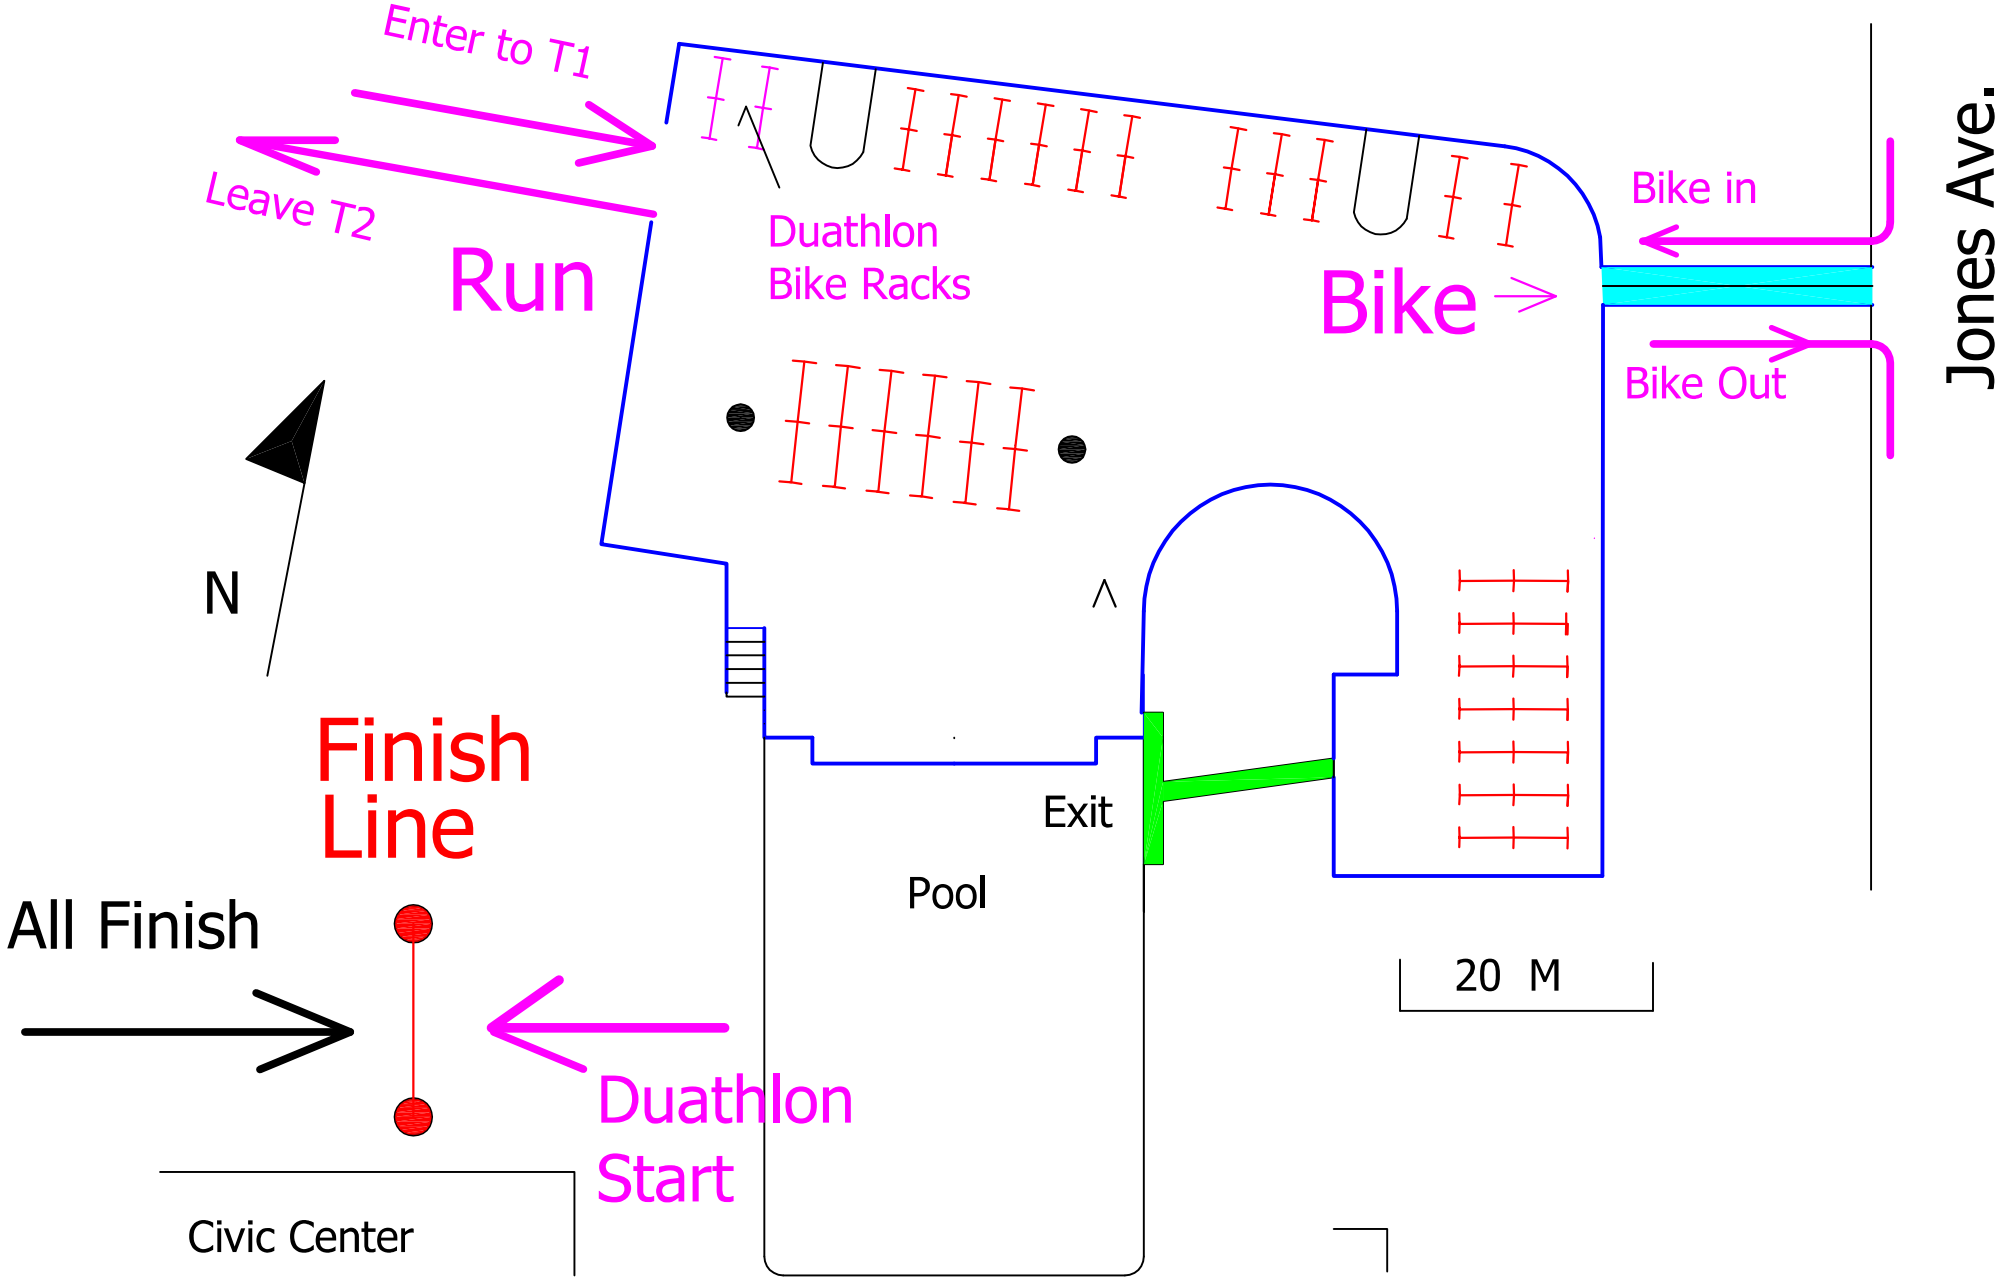 Enter to T1
Leave T2
Run
Duathlon
Bike Racks
Bike
Bike in
Bike Out
Jones Ave.
N
Finish
Line
All Finish
Exit
Pool
20 M
Duathlon
Start
Civic Center